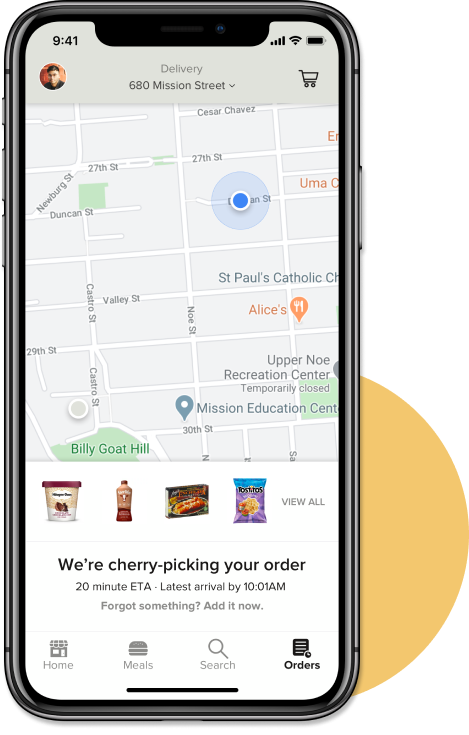 9:41
Delivery
680 Mission Street
Cesar Chavez
27th St
27th St
Newburg St
Uma C
Duncan St
St Paul's Catholic Ch
Castro St
Valley St
Noe St
Alice's
29th St
Upper Noe
Recreation Center
Temporarily closed
Castro St
Mission Education Cent
30th St
Billy Goat Hill
Häagen-Dazs
TOSTITOS
VIEW ALL
We're cherry-picking your order
20 minute ETA · Latest arrival by 10:01AM
Forgot something? Add it now.
Home
Meals
Search
Orders